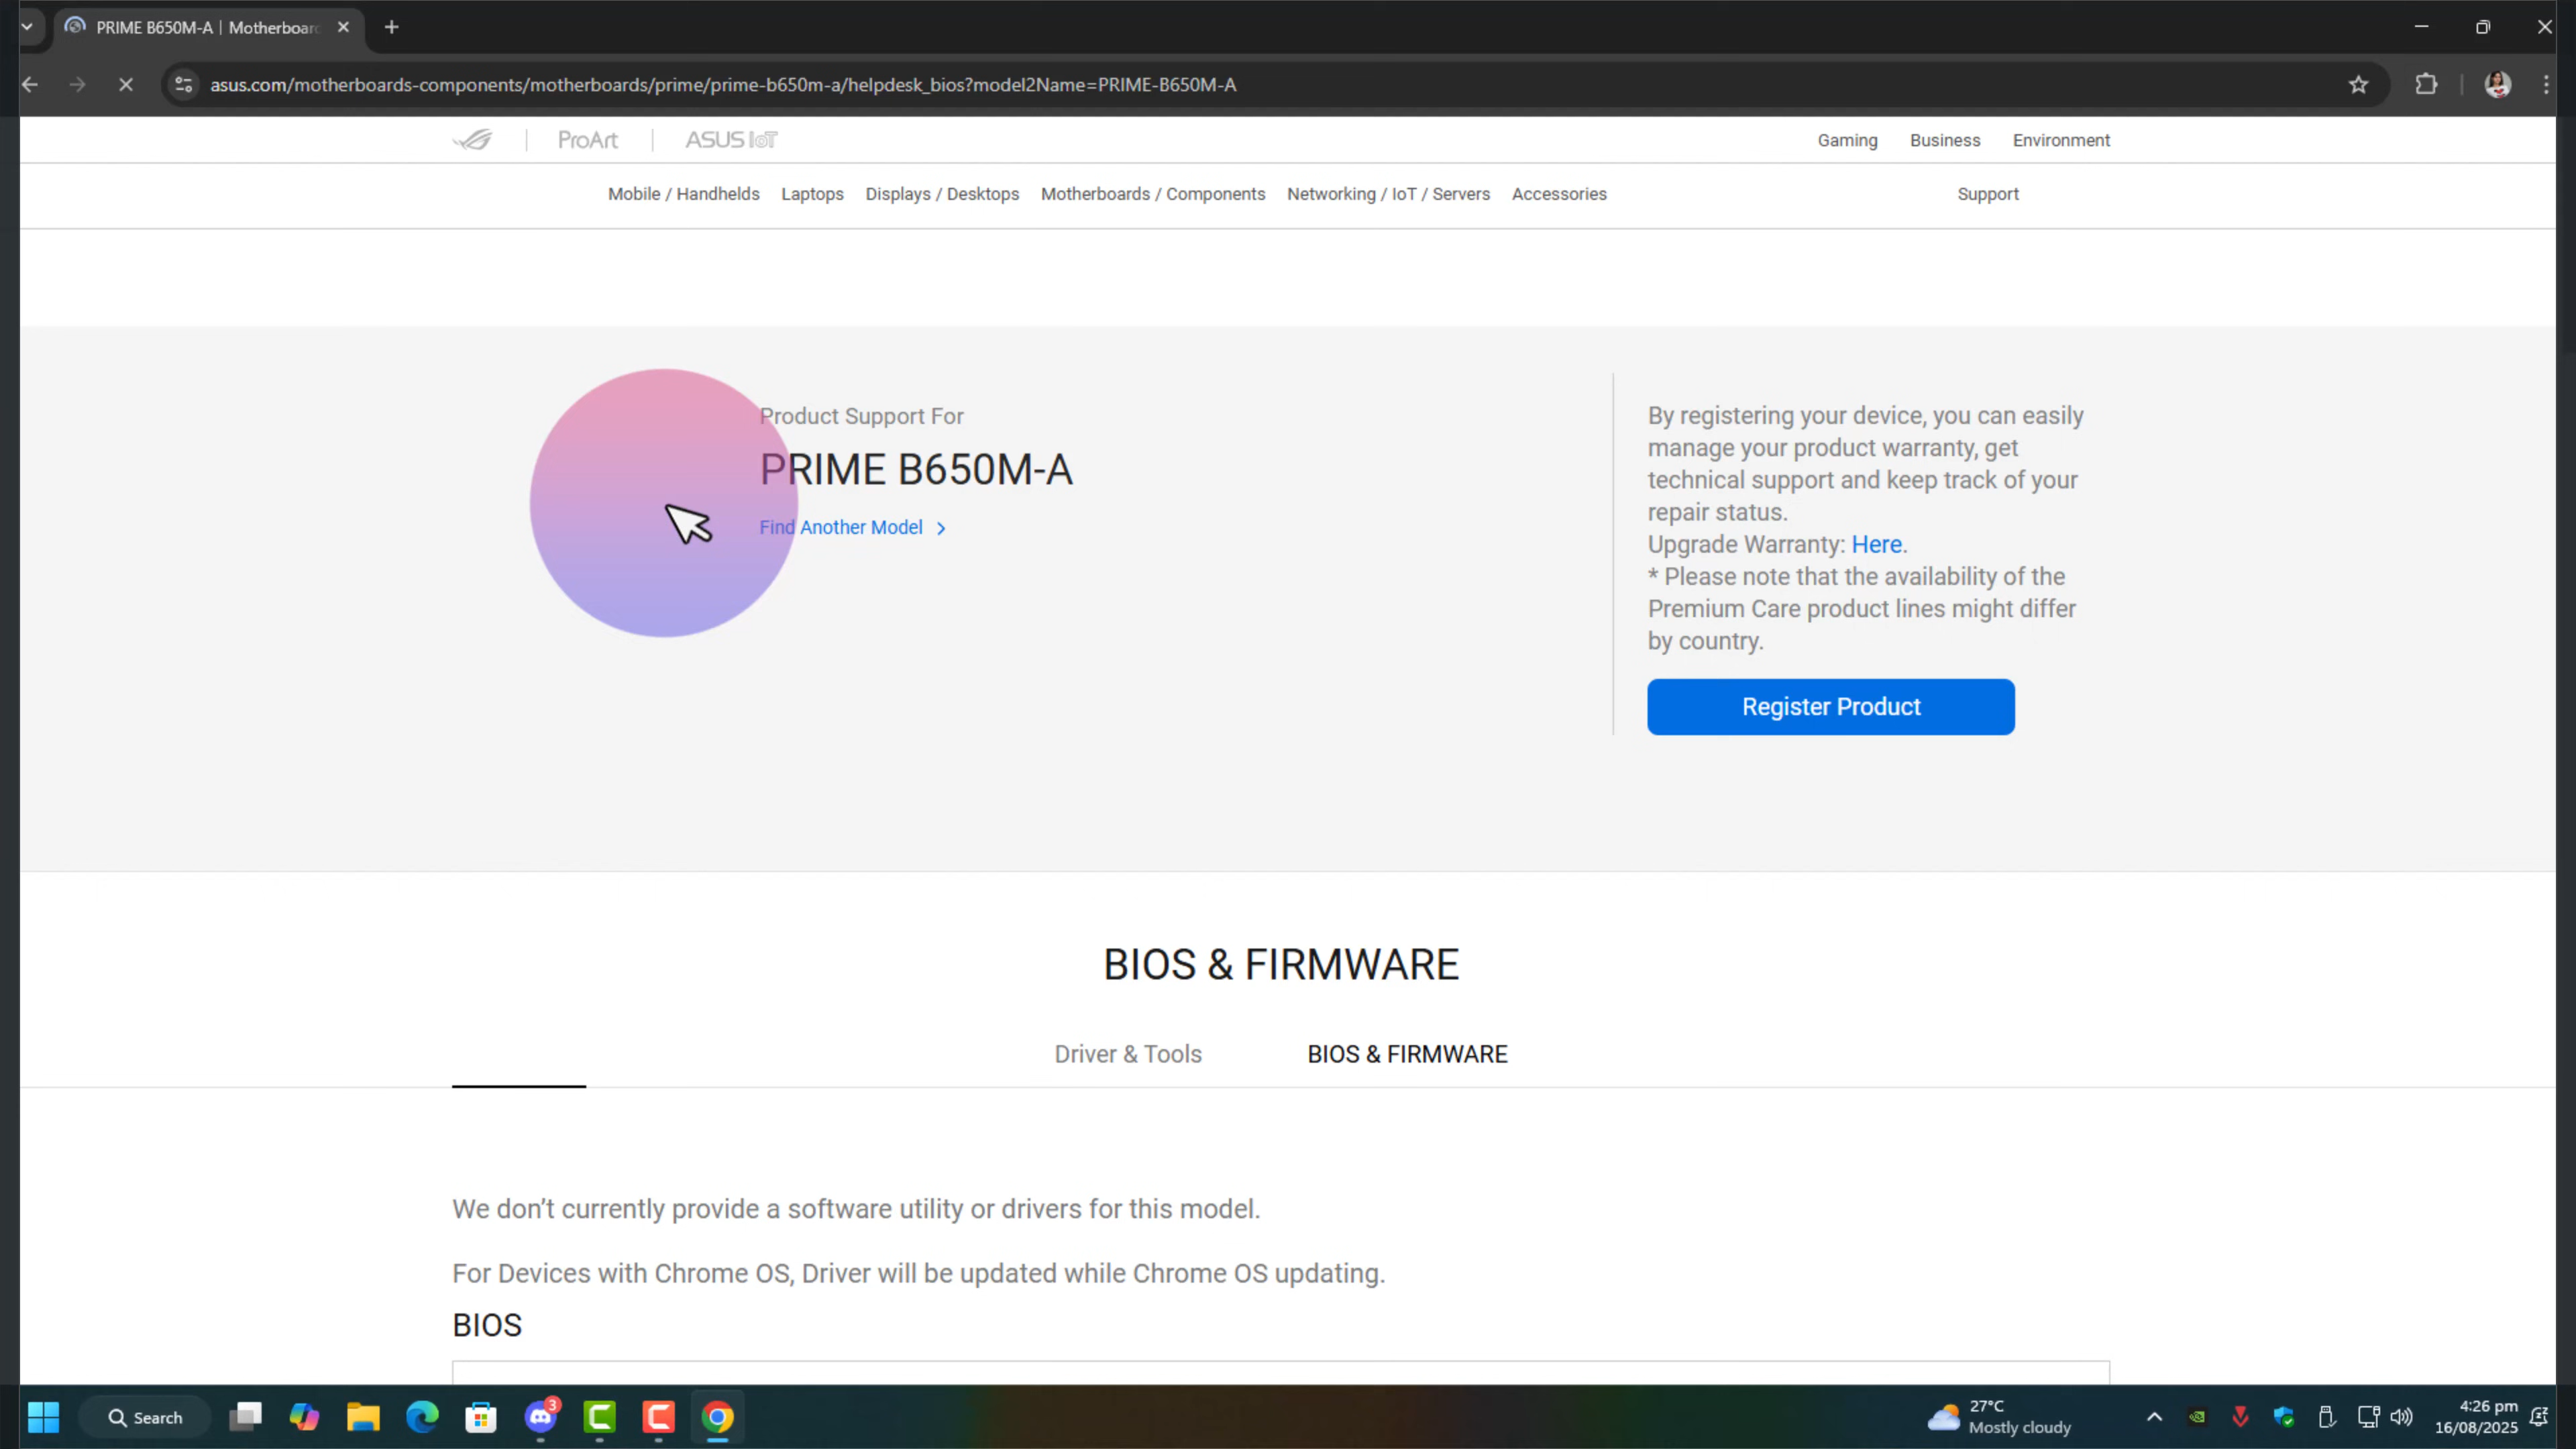 PRIME B650M-A | Motherboar
asus.com/motherboards-components/motherboards/prime/prime-b650m-a/helpdesk_bios?model2Name=PRIME-B650M-A
ProArt
ASUS IoT
Gaming
Business
Environment
Mobile / Handhelds
Laptops
Displays / Desktops
Motherboards / Components
Networking / IoT / Servers
Accessories
Support
Product Support For
PRIME B650M-A
Find Another Model
By registering your device, you can easily
manage your product warranty, get
technical support and keep track of your
repair status.
Upgrade Warranty: Here.
* Please note that the availability of the
Premium Care product lines might differ
by country.
Register Product
BIOS & FIRMWARE
Driver & Tools
BIOS & FIRMWARE
We don’t currently provide a software utility or drivers for this model.
For Devices with Chrome OS, Driver will be updated while Chrome OS updating.
BIOS
Search
3
27°C
Mostly cloudy
4:26 pm
16/08/2025